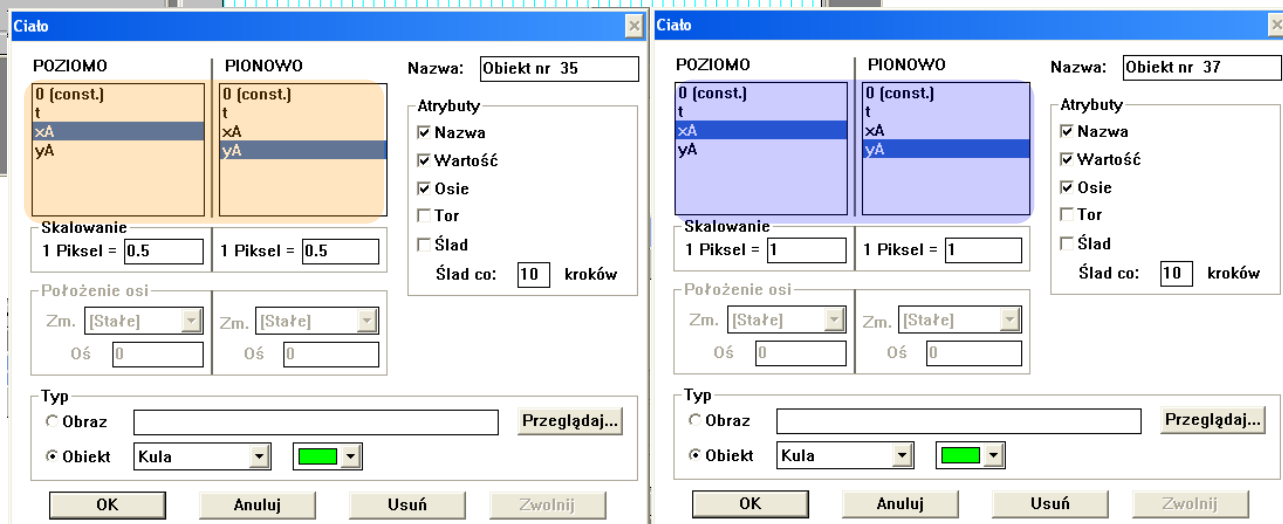 Ciało
POZIOMO PIONOWO Nazwa: Obiekt nr 35
0 (const.) 0 (const.)
t t
xA xA
yA yA
Atrybuty
Nazwa
Wartość
Osie
Tor
Ślad
Ślad co: 10 kroków
Skalowanie
1 Piksel = 0.5 1 Piksel = 0.5
Położenie osi
Zm. [Stałe] Zm. [Stałe]
Oś 0 Oś 0
Typ
Obraz Przeglądaj...
Obiekt Kula
OK Anuluj Usuń Zwolnij
Ciało
POZIOMO PIONOWO Nazwa: Obiekt nr 37
0 (const.) 0 (const.)
t t
xA xA
yA yA
Atrybuty
Nazwa
Wartość
Osie
Tor
Ślad
Ślad co: 10 kroków
Skalowanie
1 Piksel = 1 1 Piksel = 1
Położenie osi
Zm. [Stałe] Zm. [Stałe]
Oś 0 Oś 0
Typ
Obraz Przeglądaj...
Obiekt Kula
OK Anuluj Usuń Zwolnij